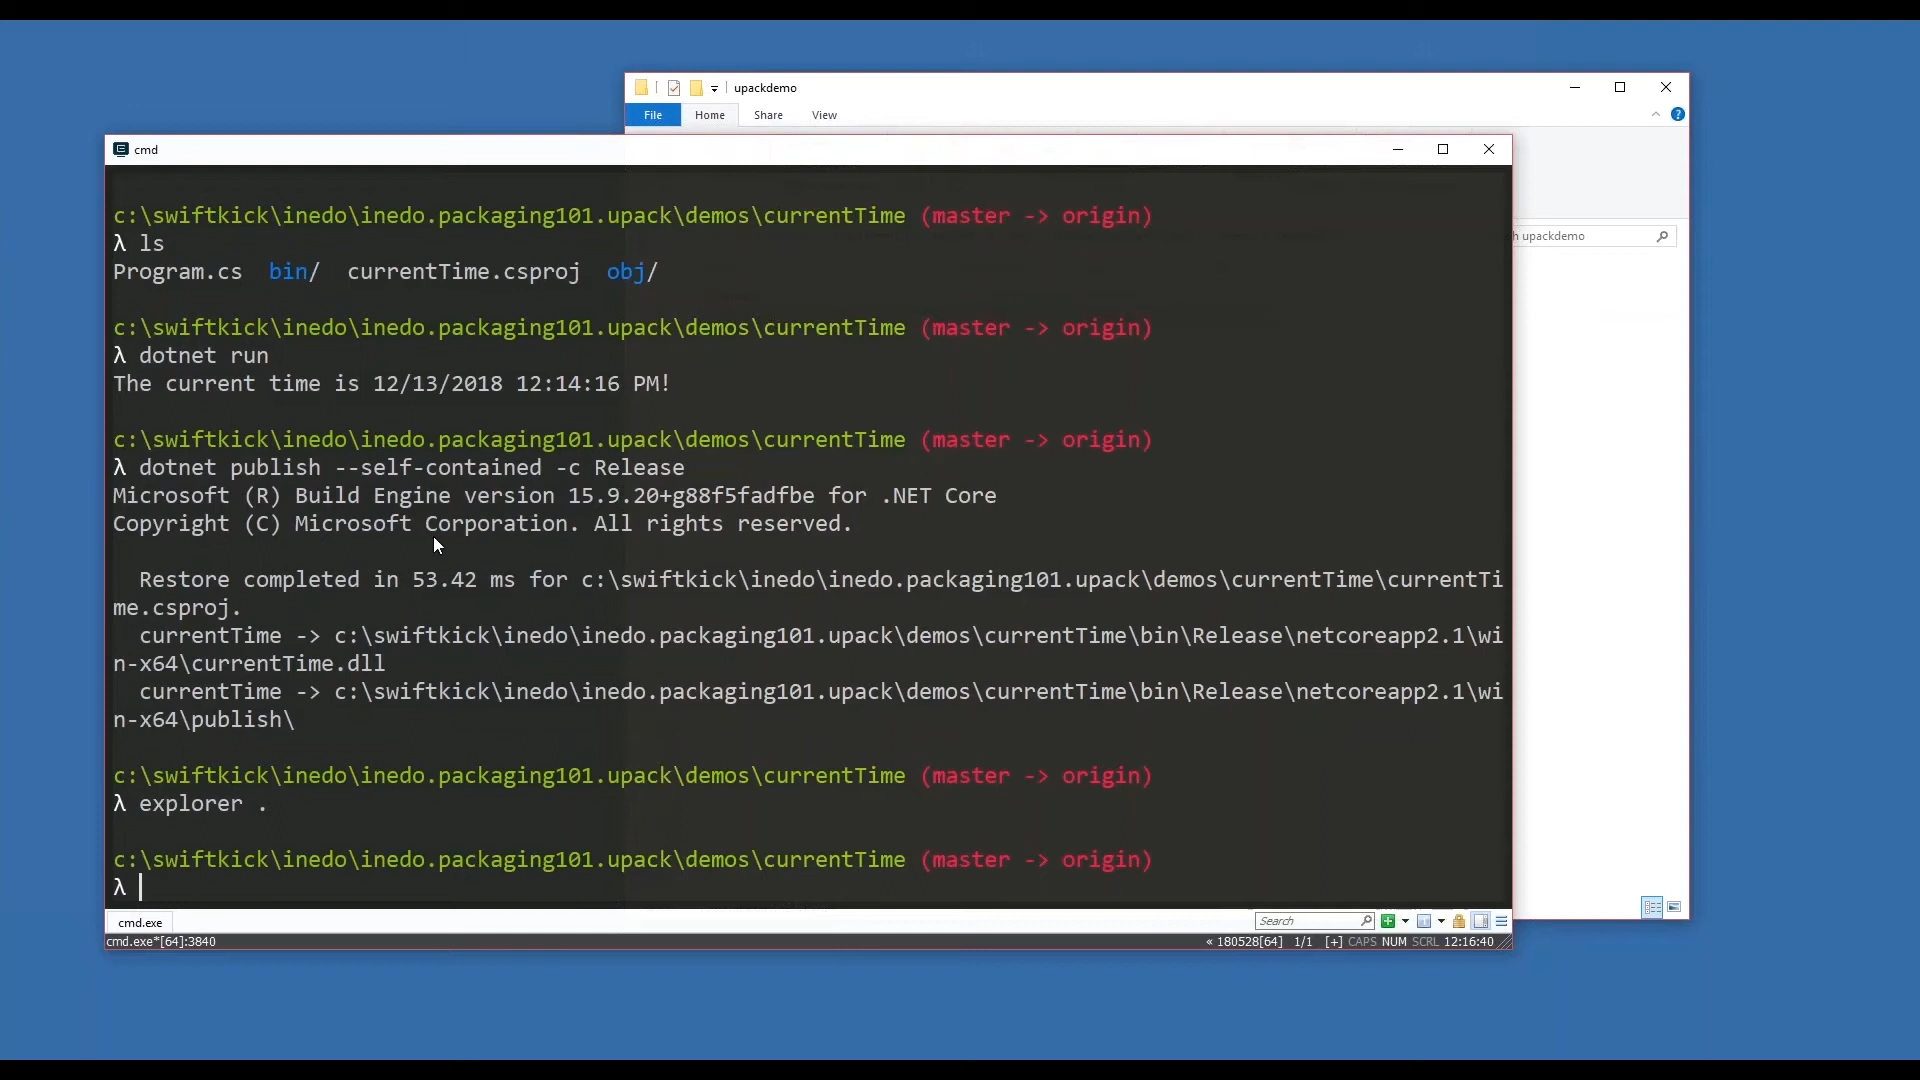 upackdemo
File Home Share View
cmd
h upackdemo
c:\swiftkick\inedo\inedo.packaging101.upack\demos\currentTime (master -> origin)
λ ls
Program.cs bin/ currentTime.csproj obj/
c:\swiftkick\inedo\inedo.packaging101.upack\demos\currentTime (master -> origin)
λ dotnet run
The current time is 12/13/2018 12:14:16 PM!
c:\swiftkick\inedo\inedo.packaging101.upack\demos\currentTime (master -> origin)
λ dotnet publish --self-contained -c Release
Microsoft (R) Build Engine version 15.9.20+g88f5fadfbe for .NET Core
Copyright (C) Microsoft Corporation. All rights reserved.
Restore completed in 53.42 ms for c:\swiftkick\inedo\inedo.packaging101.upack\demos\currentTime\currentTi
me.csproj.
currentTime -> c:\swiftkick\inedo\inedo.packaging101.upack\demos\currentTime\bin\Release\netcoreapp2.1\wi
n-x64\currentTime.dll
currentTime -> c:\swiftkick\inedo\inedo.packaging101.upack\demos\currentTime\bin\Release\netcoreapp2.1\wi
n-x64\publish\
c:\swiftkick\inedo\inedo.packaging101.upack\demos\currentTime (master -> origin)
λ explorer .
c:\swiftkick\inedo\inedo.packaging101.upack\demos\currentTime (master -> origin)
λ
cmd.exe Search
cmd.exe*[64]:3840 « 180528[64] 1/1 [+] CAPS NUM SCRL 12:16:40